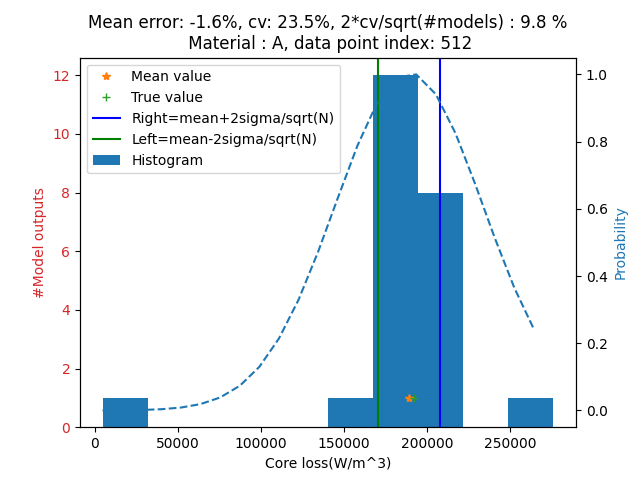 Mean error: -1.6%, cv: 23.5%, 2*cv/sqrt(#models) : 9.8 %
Material : A, data point index: 512
Mean value
True value
Right=mean+2sigma/sqrt(N)
Left=mean-2sigma/sqrt(N)
Histogram
#Model outputs
12
10
8
6
4
2
0
1.0
0.8
0.6
0.4
0.2
0.0
Probability
0
50000
100000
150000
200000
250000
Core loss(W/m^3)